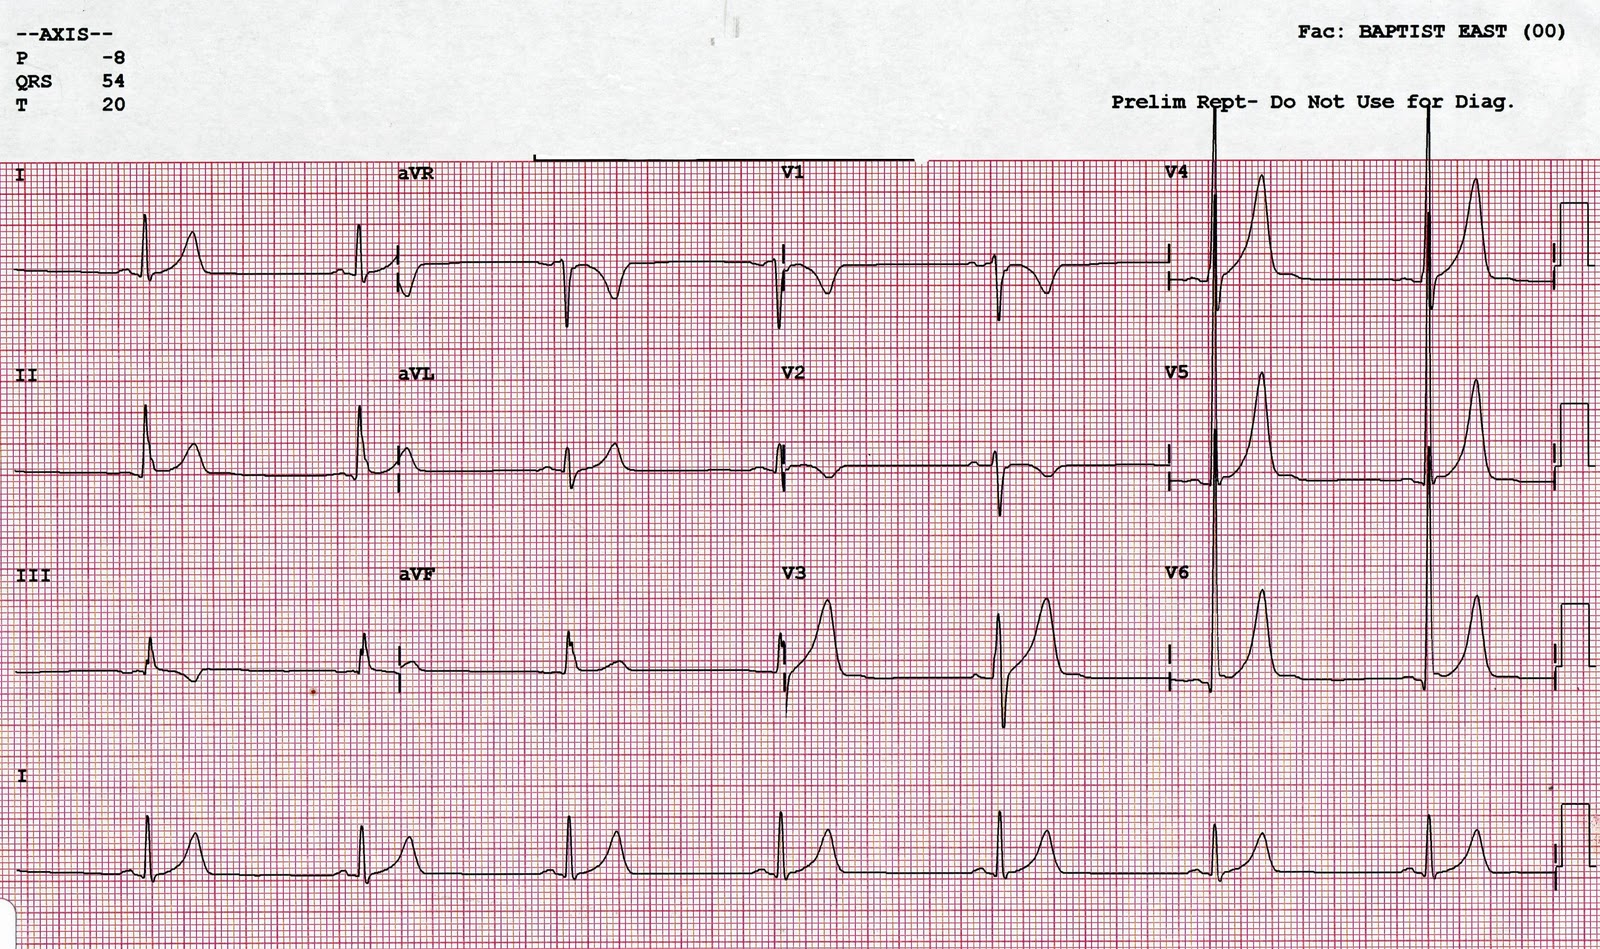 --AXIS--
P -8
QRS 54
T 20
Fac: BAPTIST EAST (00)
Prelim Rept- Do Not Use for Diag.
I aVR V1 V4
II aVL V2 V5
III aVF V3 V6
I